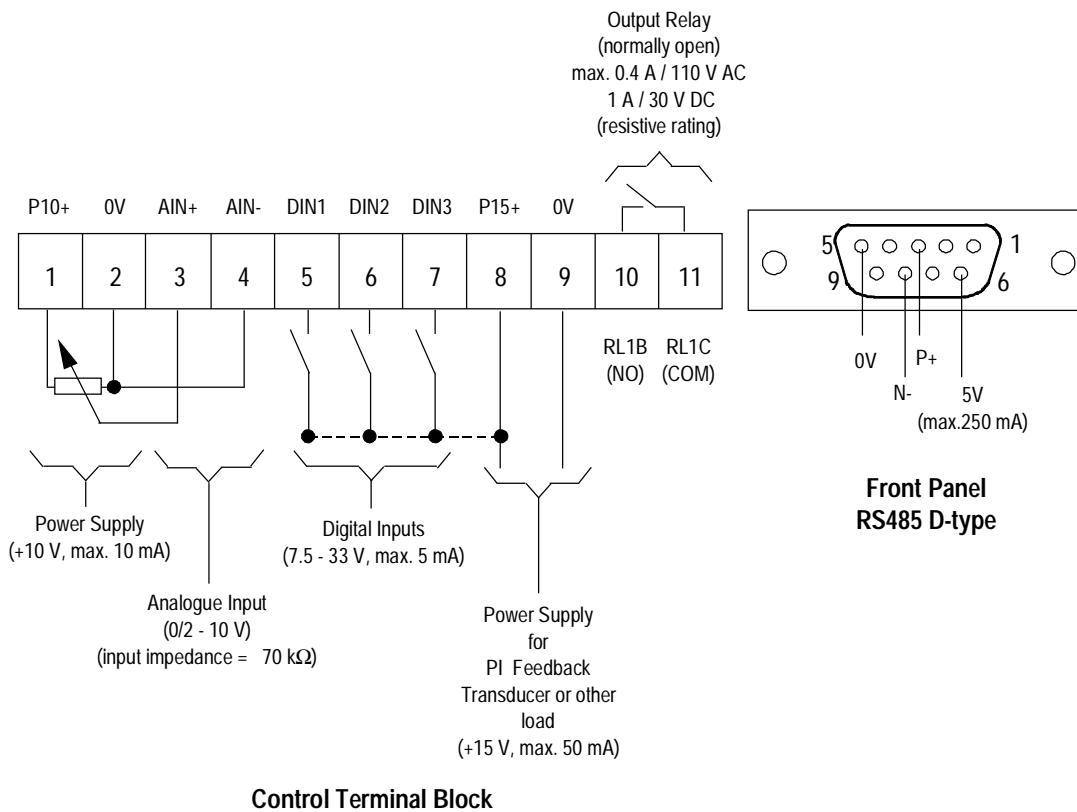 Output Relay
(normally open)
max. 0.4 A / 110 V AC
1 A / 30 V DC
(resistive rating)
P10+ 0V AIN+ AIN- DIN1 DIN2 DIN3 P15+ 0V
1 2 3 4 5 6 7 8 9 10 11
RL1B
(NO)
RL1C
(COM)
Power Supply
(+10 V, max. 10 mA)
Analogue Input
(0/2 - 10 V)
(input impedance = 70 kΩ)
Digital Inputs
(7.5 - 33 V, max. 5 mA)
Power Supply
for
PI Feedback
Transducer or other
load
(+15 V, max. 50 mA)
Control Terminal Block
5 1
9 6
0V
N-
P+
5V
(max.250 mA)
Front Panel
RS485 D-type